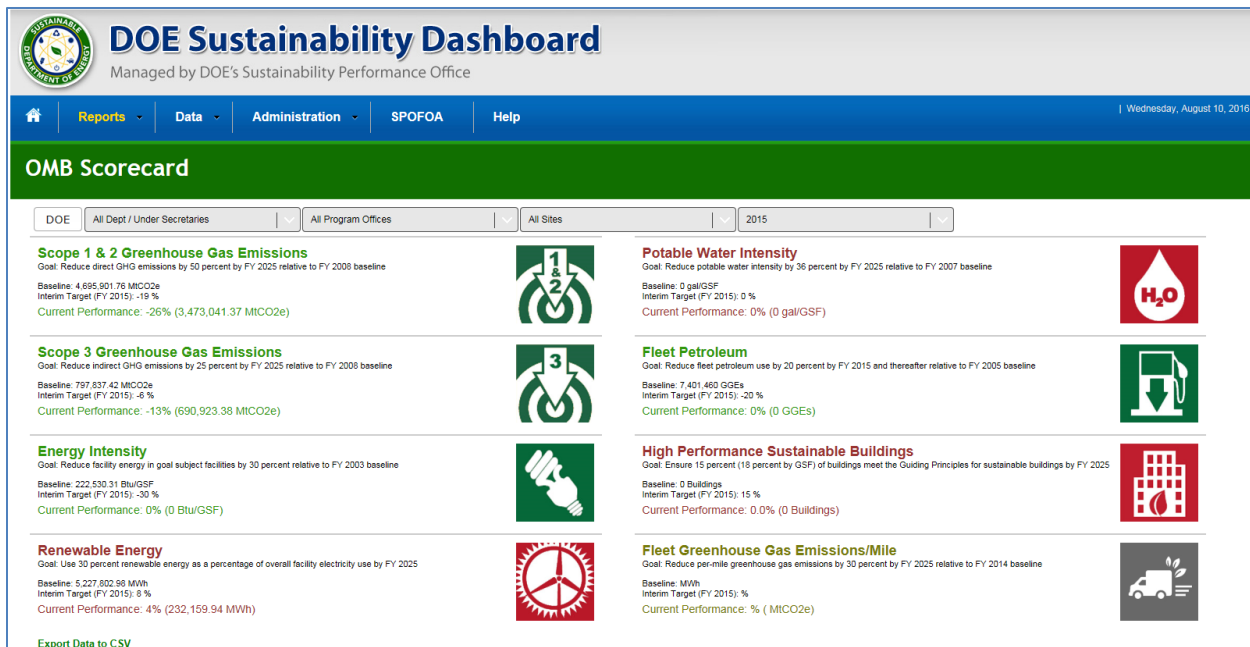 SUSTAINABLE
DEPARTMENT OF ENERGY
DOE Sustainability Dashboard
Managed by DOE's Sustainability Performance Office
Reports
Data
Administration
SPOFOA
Help
| Wednesday, August 10, 2016
OMB Scorecard
DOE
All Dept / Under Secretaries
All Program Offices
All Sites
2015
Scope 1 & 2 Greenhouse Gas Emissions
Goal: Reduce direct GHG emissions by 50 percent by FY 2025 relative to FY 2008 baseline
Baseline: 4,695,901.76 MtCO2e
Interim Target (FY 2015): -19 %
Current Performance: -26% (3,473,041.37 MtCO2e)
1
&
2
Potable Water Intensity
Goal: Reduce potable water intensity by 36 percent by FY 2025 relative to FY 2007 baseline
Baseline: 0 gal/GSF
Interim Target (FY 2015): 0 %
Current Performance: 0% (0 gal/GSF)
H₂O
Scope 3 Greenhouse Gas Emissions
Goal: Reduce indirect GHG emissions by 25 percent by FY 2025 relative to FY 2008 baseline
Baseline: 797,837.42 MtCO2e
Interim Target (FY 2015): -6 %
Current Performance: -13% (690,923.38 MtCO2e)
3
Fleet Petroleum
Goal: Reduce fleet petroleum use by 20 percent by FY 2015 and thereafter relative to FY 2005 baseline
Baseline: 7,401,460 GGEs
Interim Target (FY 2015): -20 %
Current Performance: 0% (0 GGEs)
Energy Intensity
Goal: Reduce facility energy in goal subject facilities by 30 percent relative to FY 2003 baseline
Baseline: 222,530.31 Btu/GSF
Interim Target (FY 2015): -30 %
Current Performance: 0% (0 Btu/GSF)
High Performance Sustainable Buildings
Goal: Ensure 15 percent (18 percent by GSF) of buildings meet the Guiding Principles for sustainable buildings by FY 2025
Baseline: 0 Buildings
Interim Target (FY 2015): 15 %
Current Performance: 0.0% (0 Buildings)
Renewable Energy
Goal: Use 30 percent renewable energy as a percentage of overall facility electricity use by FY 2025
Baseline: 5,227,802.98 MWh
Interim Target (FY 2015): 8 %
Current Performance: 4% (232,159.94 MWh)
Fleet Greenhouse Gas Emissions/Mile
Goal: Reduce per-mile greenhouse gas emissions by 30 percent by FY 2025 relative to FY 2014 baseline
Baseline: MWh
Interim Target (FY 2015): %
Current Performance: % ( MtCO2e)
Export Data to CSV